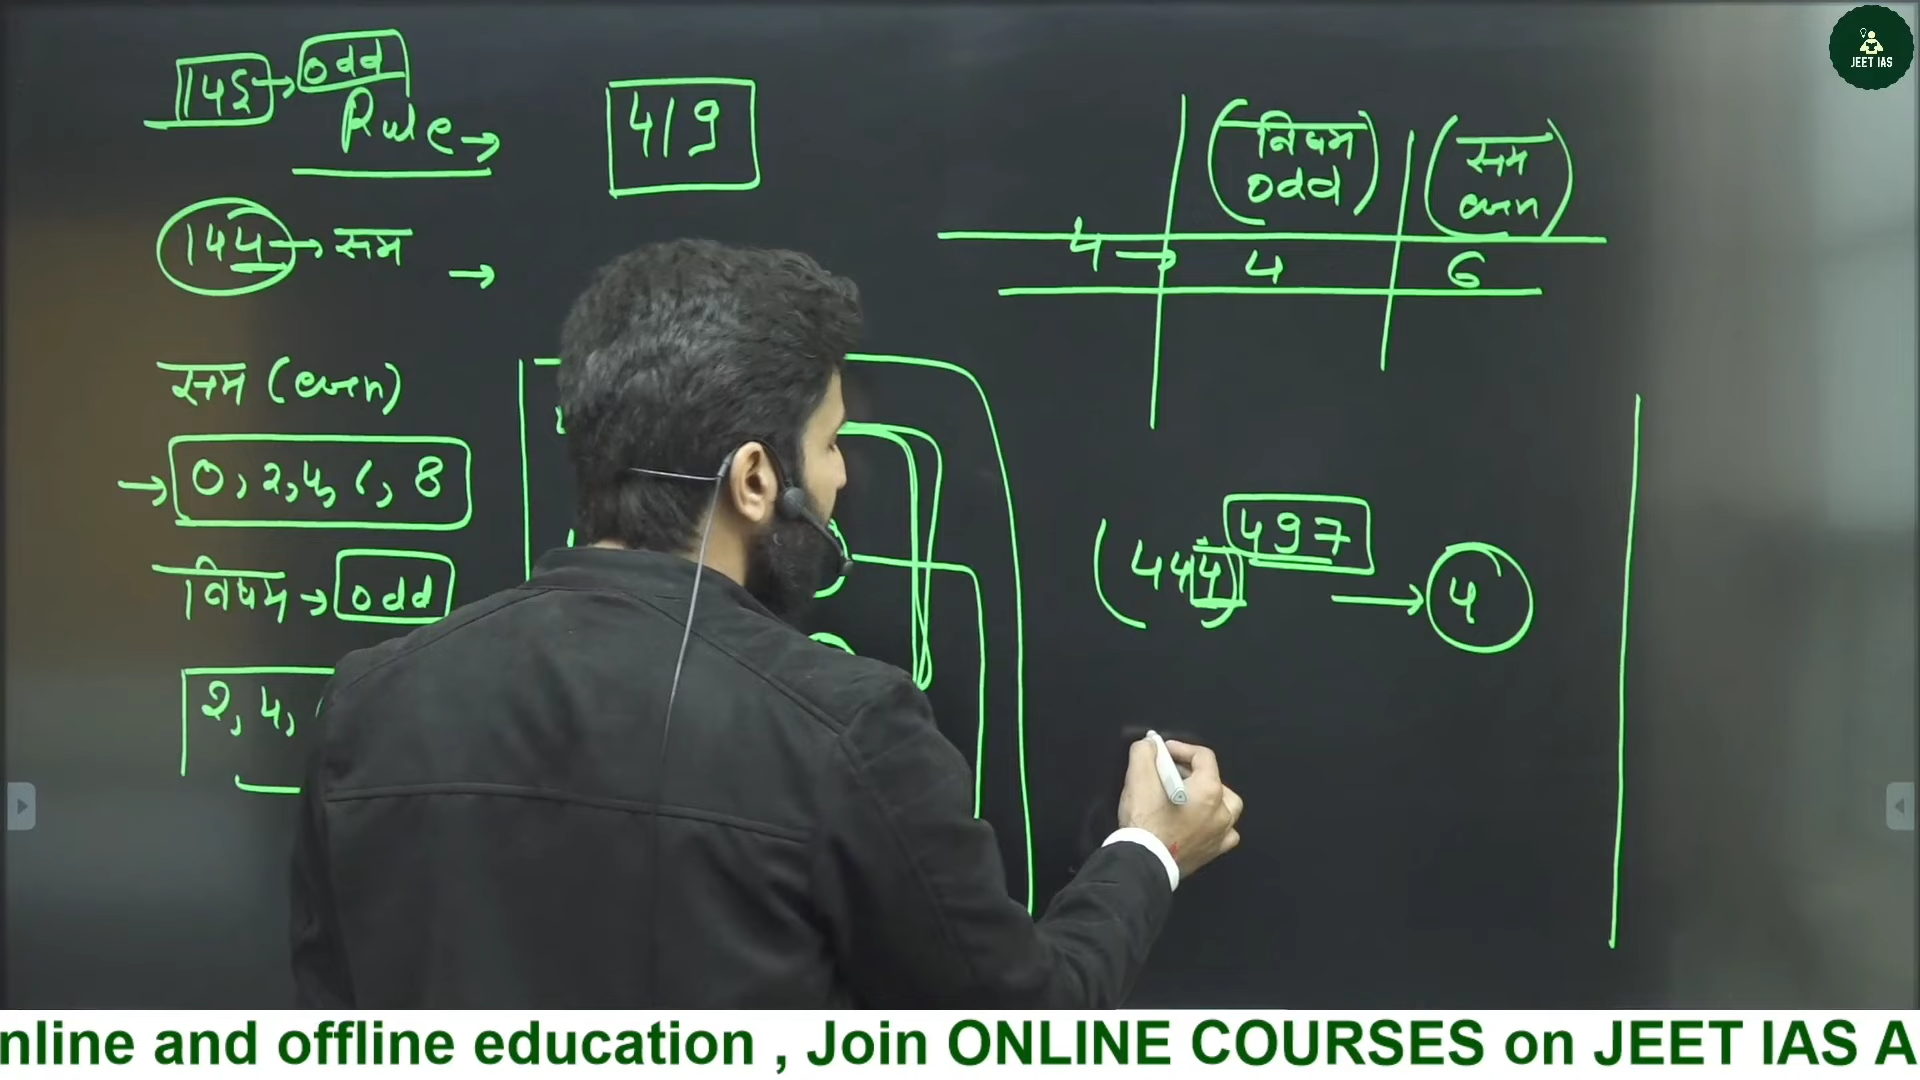 145 → odd
Rule →
144 → सम →
सम (even)
→ 0, 2, 4, 6, 8
विषम → odd
2, 4,
419
विषम सम
odd even
4 → 4 6
(444)⁴⁹⁷ → 4
JEET IAS
nline and offline education , Join ONLINE COURSES on JEET IAS A